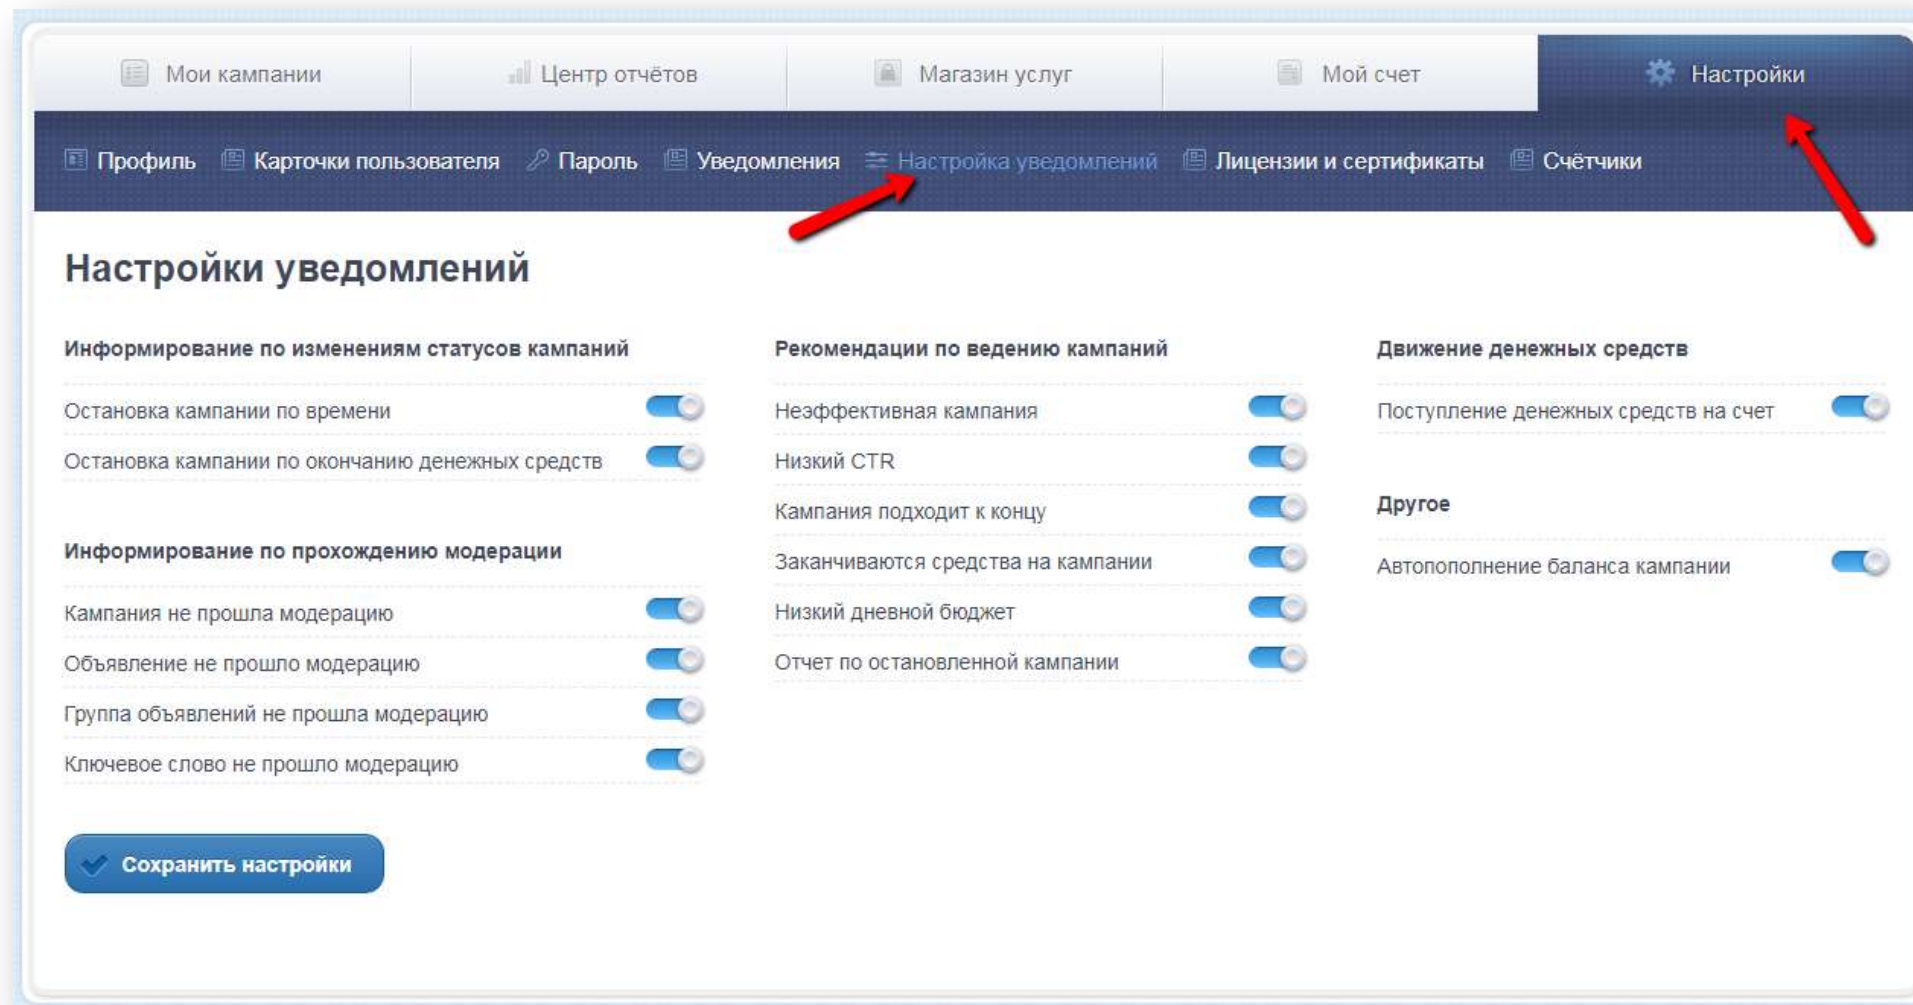 Мои кампании
Центр отчётов
Магазин услуг
Мой счет
Настройки
Профиль
Карточки пользователя
Пароль
Уведомления
Настройка уведомлений
Лицензии и сертификаты
Счётчики
Настройки уведомлений
Информирование по изменениям статусов кампаний
Остановка кампании по времени
Остановка кампании по окончанию денежных средств
Информирование по прохождению модерации
Кампания не прошла модерацию
Объявление не прошло модерацию
Группа объявлений не прошла модерацию
Ключевое слово не прошло модерацию
Рекомендации по ведению кампаний
Неэффективная кампания
Низкий CTR
Кампания подходит к концу
Заканчиваются средства на кампании
Низкий дневной бюджет
Отчет по остановленной кампании
Движение денежных средств
Поступление денежных средств на счет
Другое
Автопополнение баланса кампании
Сохранить настройки